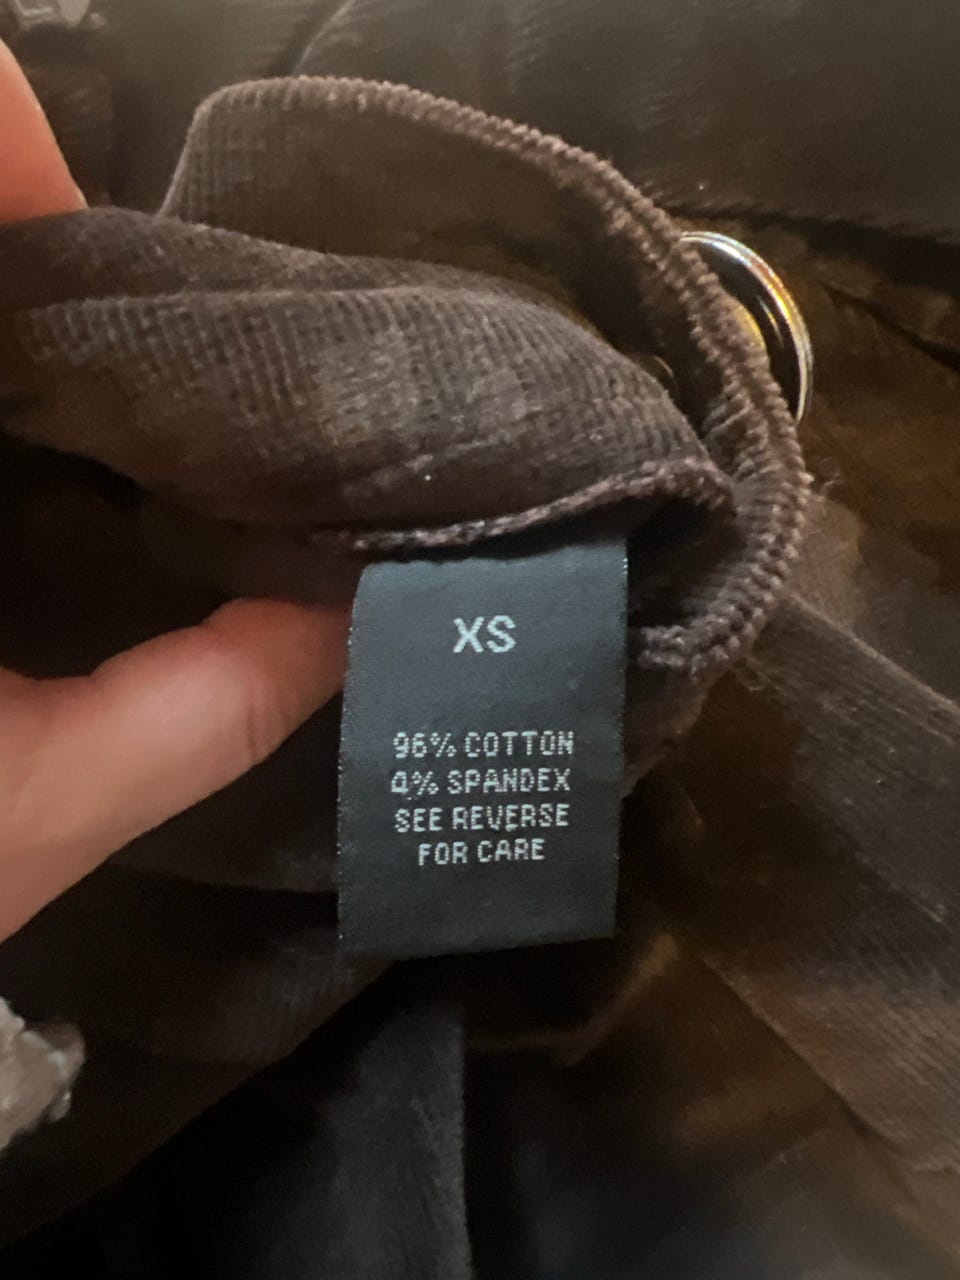 XS
96% COTTON
4% SPANDEX
SEE REVERSE
FOR CARE